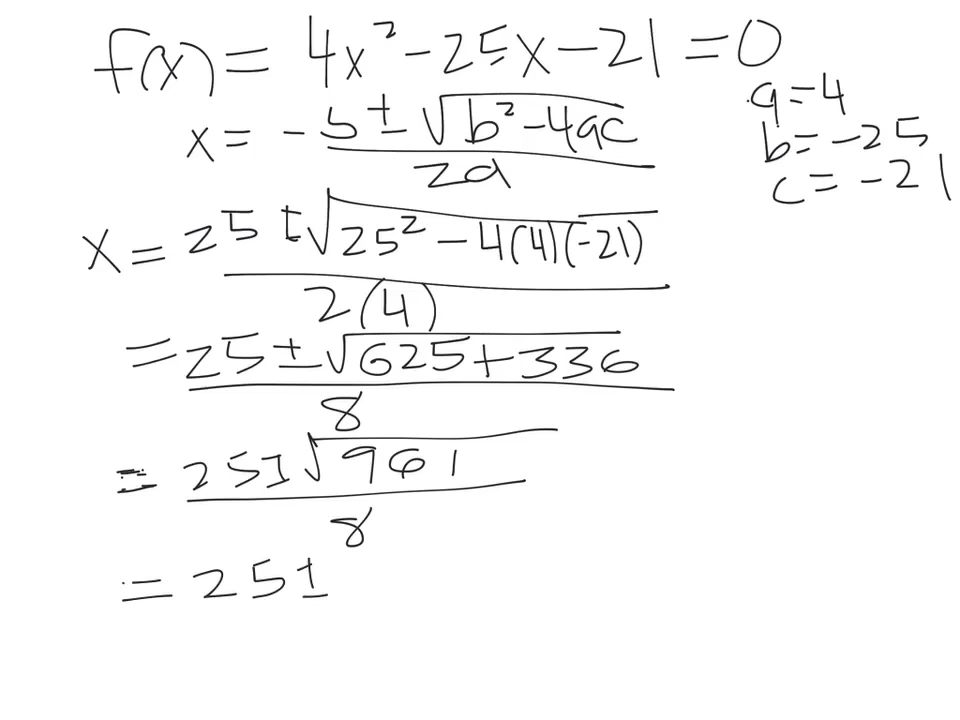 f(x) = 4x² - 25x - 21 = 0
a = 4
x = -b ± √(b² - 4ac) / 2a
b = -25
c = -21
x = 25 ± √(25² - 4(4)(-21)) / 2(4)
= 25 ± √(625 + 336) / 8
= 25 ± √961 / 8
= 25 ±